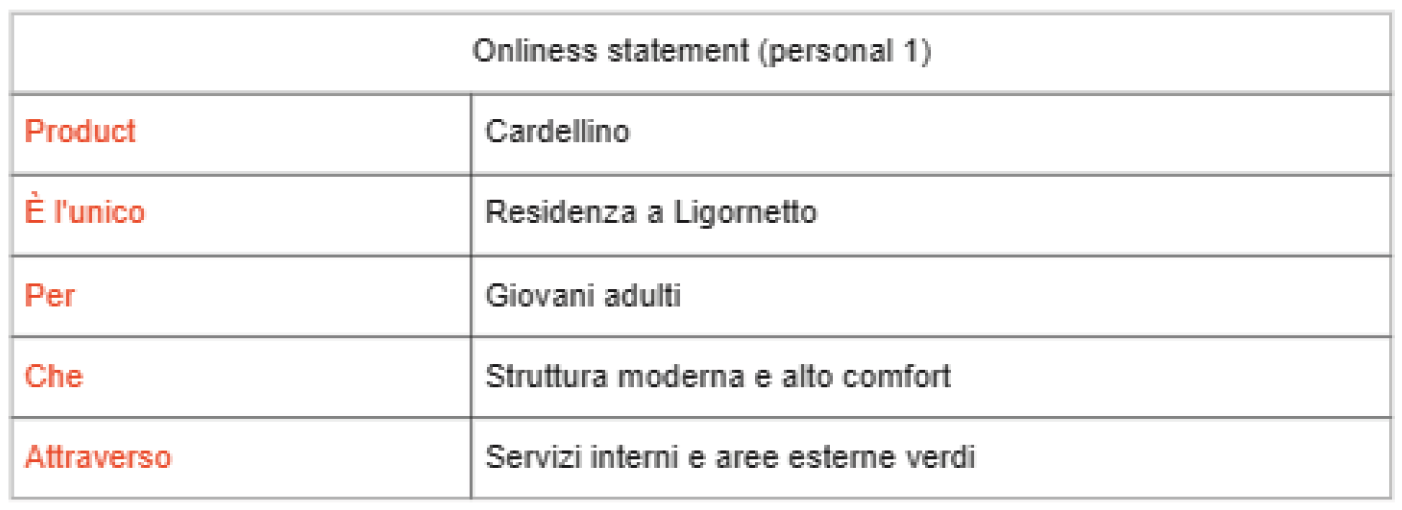 Onliness statement (personal 1)
Product Cardellino
È l'unico Residenza a Ligornetto
Per Giovani adulti
Che Struttura moderna e alto comfort
Attraverso Servizi interni e aree esterne verdi